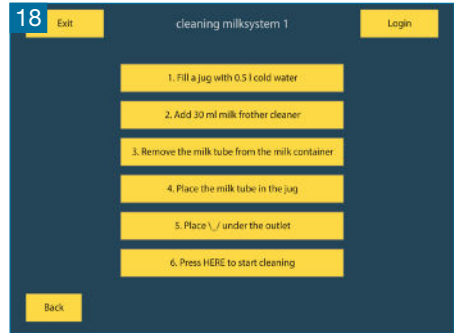 18
Exit
cleaning milksystem 1
Login
1. Fill a jug with 0.5 l cold water
2. Add 30 ml milk frother cleaner
3. Remove the milk tube from the milk container
4. Place the milk tube in the jug
5. Place \_/ under the outlet
6. Press HERE to start cleaning
Back